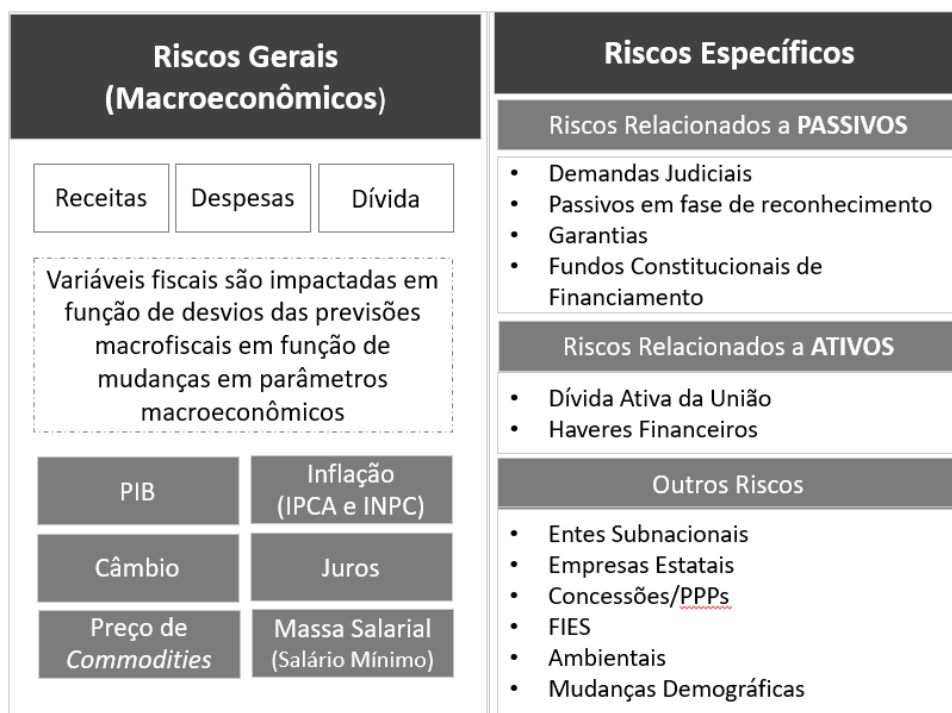 Riscos Gerais
(Macroeconômicos)
Receitas
Despesas
Dívida
Variáveis fiscais são impactadas em
função de desvios das previsões
macrofiscais em função de
mudanças em parâmetros
macroeconômicos
PIB
Inflação
(IPCA e INPC)
Câmbio
Juros
Preço de
Commodities
Massa Salarial
(Salário Mínimo)
Riscos Específicos
Riscos Relacionados a PASSIVOS
• Demandas Judiciais
• Passivos em fase de reconhecimento
• Garantias
• Fundos Constitucionais de
Financiamento
Riscos Relacionados a ATIVOS
• Dívida Ativa da União
• Haveres Financeiros
Outros Riscos
• Entes Subnacionais
• Empresas Estatais
• Concessões/PPPs
• FIES
• Ambientais
• Mudanças Demográficas